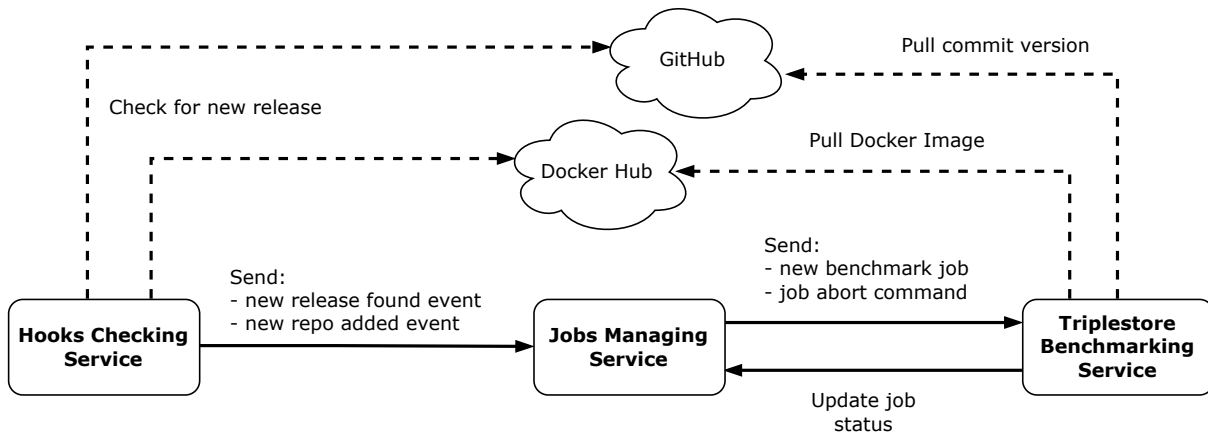 GitHub
Pull commit version
Check for new release
Docker Hub
Pull Docker Image
Send:
- new release found event
- new repo added event
Send:
- new benchmark job
- job abort command
Hooks Checking
Service
Jobs Managing
Service
Triplestore
Benchmarking
Service
Update job
status